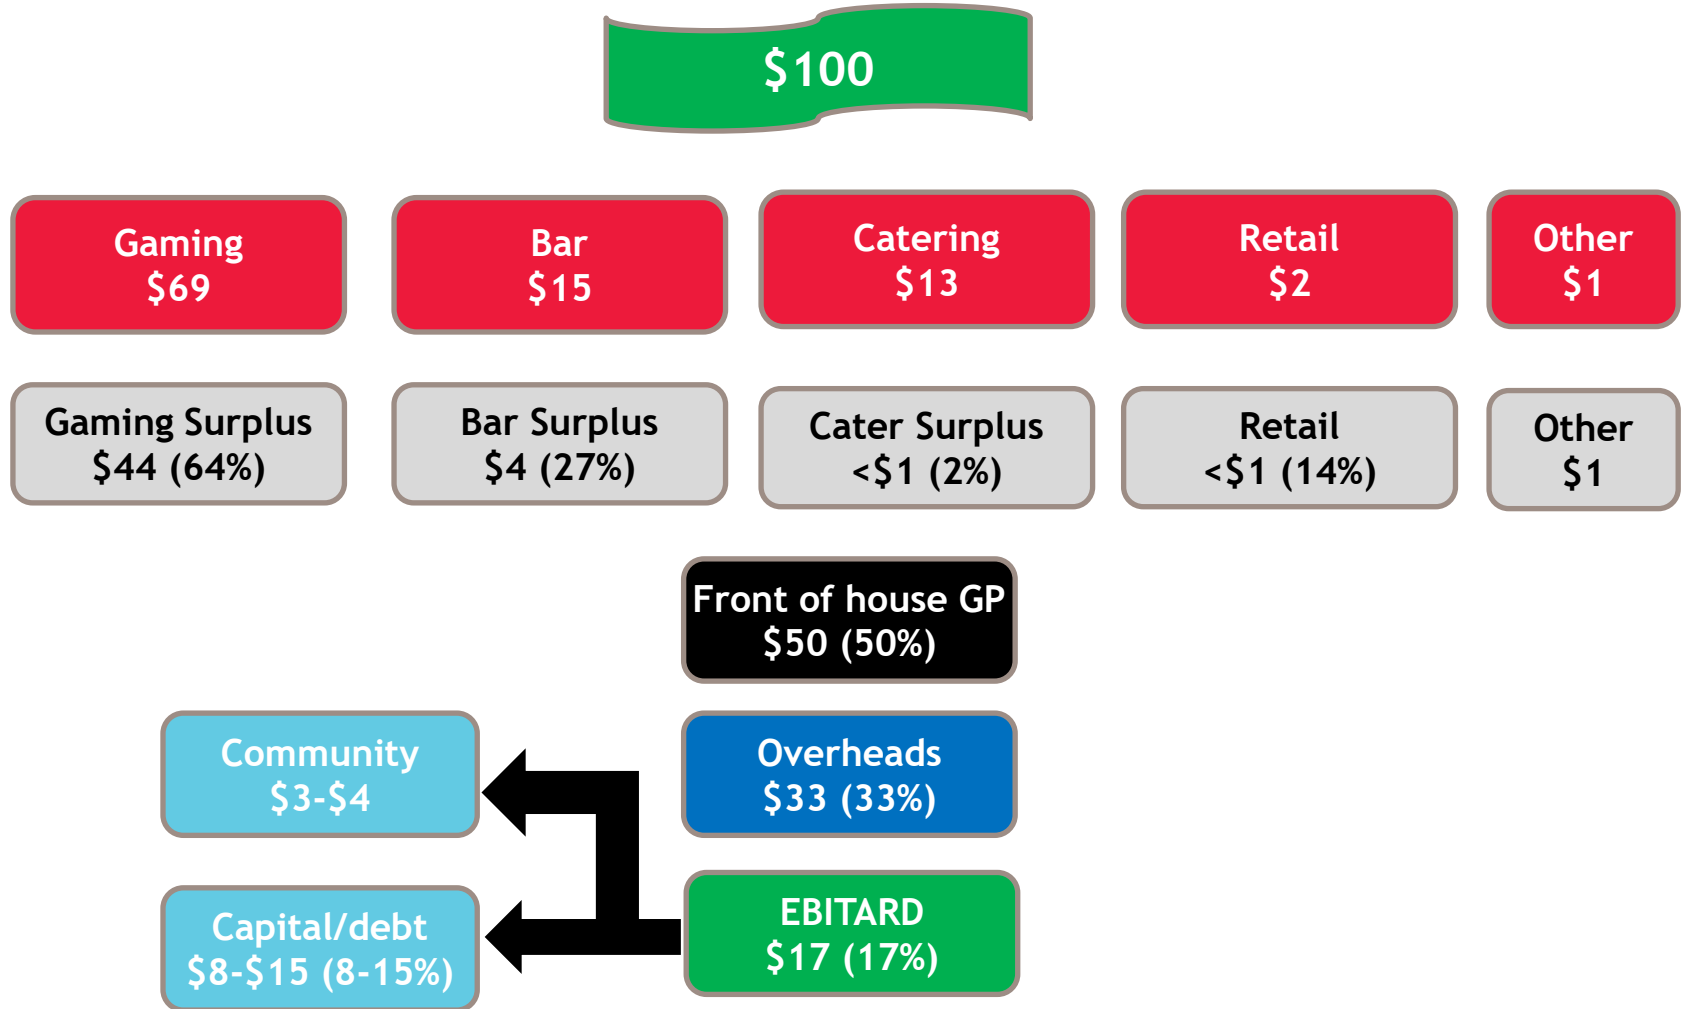 $100
Gaming
$69
Bar
$15
Catering
$13
Retail
$2
Other
$1
Gaming Surplus
$44 (64%)
Bar Surplus
$4 (27%)
Cater Surplus
<$1 (2%)
Retail
<$1 (14%)
Other
$1
Front of house GP
$50 (50%)
Community
$3-$4
Overheads
$33 (33%)
Capital/debt
$8-$15 (8-15%)
EBITARD
$17 (17%)